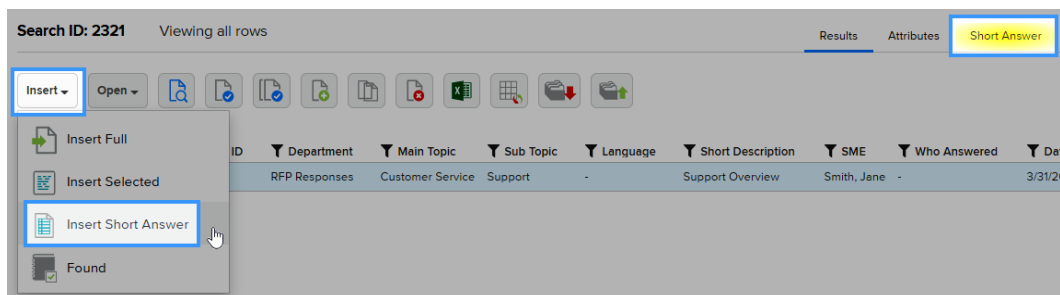 Search ID: 2321 Viewing all rows Results Attributes Short Answer
Insert Open
Insert Full
ID Department Main Topic Sub Topic Language Short Description SME Who Answered Da
Insert Selected RFP Responses Customer Service Support - Support Overview Smith, Jane - 3/31/2
Insert Short Answer
Found